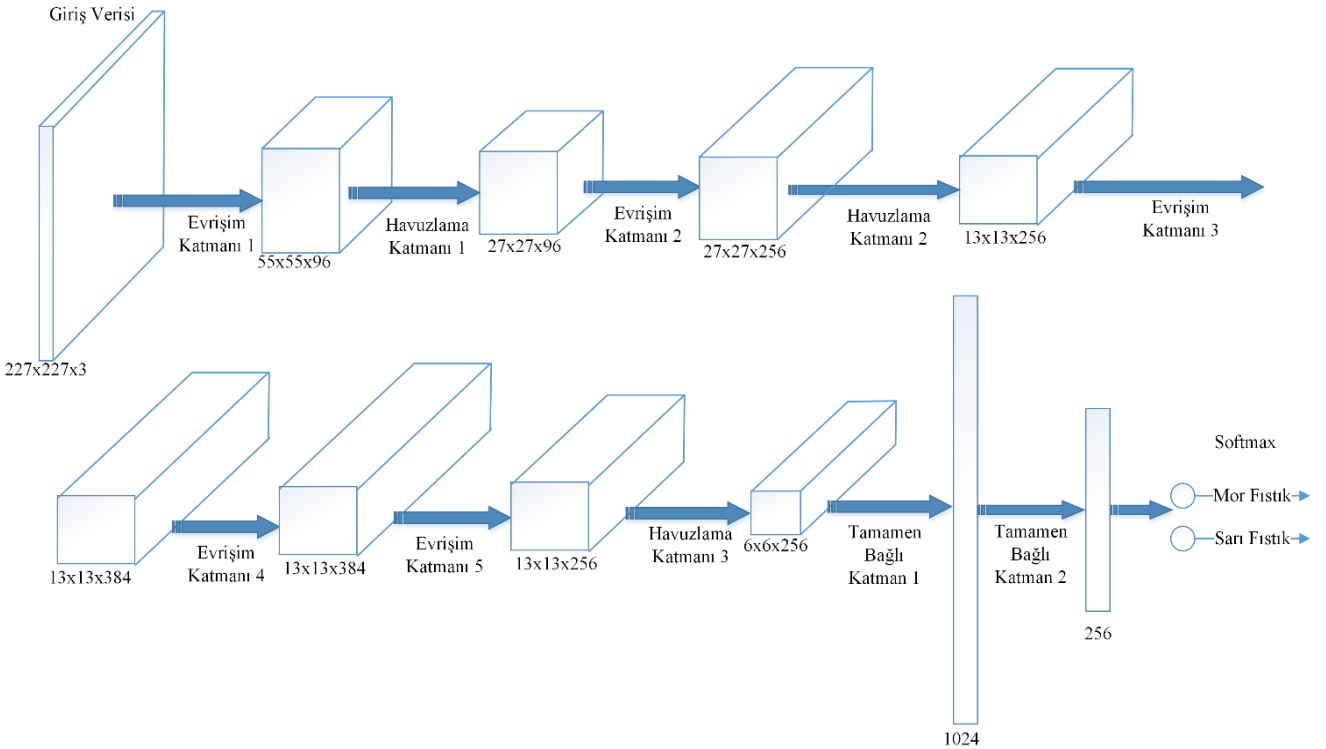 Giriş Verisi
227x227x3
Evrişim
Katmanı 1
55x55x96
Havuzlama
Katmanı 1
27x27x96
Evrişim
Katmanı 2
27x27x256
Havuzlama
Katmanı 2
13x13x256
Evrişim
Katmanı 3
13x13x384
Evrişim
Katmanı 4
13x13x384
Evrişim
Katmanı 5
13x13x256
Havuzlama
Katmanı 3
6x6x256
Tamamen
Bağlı
Katman 1
1024
Tamamen
Bağlı
Katman 2
256
Softmax
Mor Fıstık
Sarı Fıstık